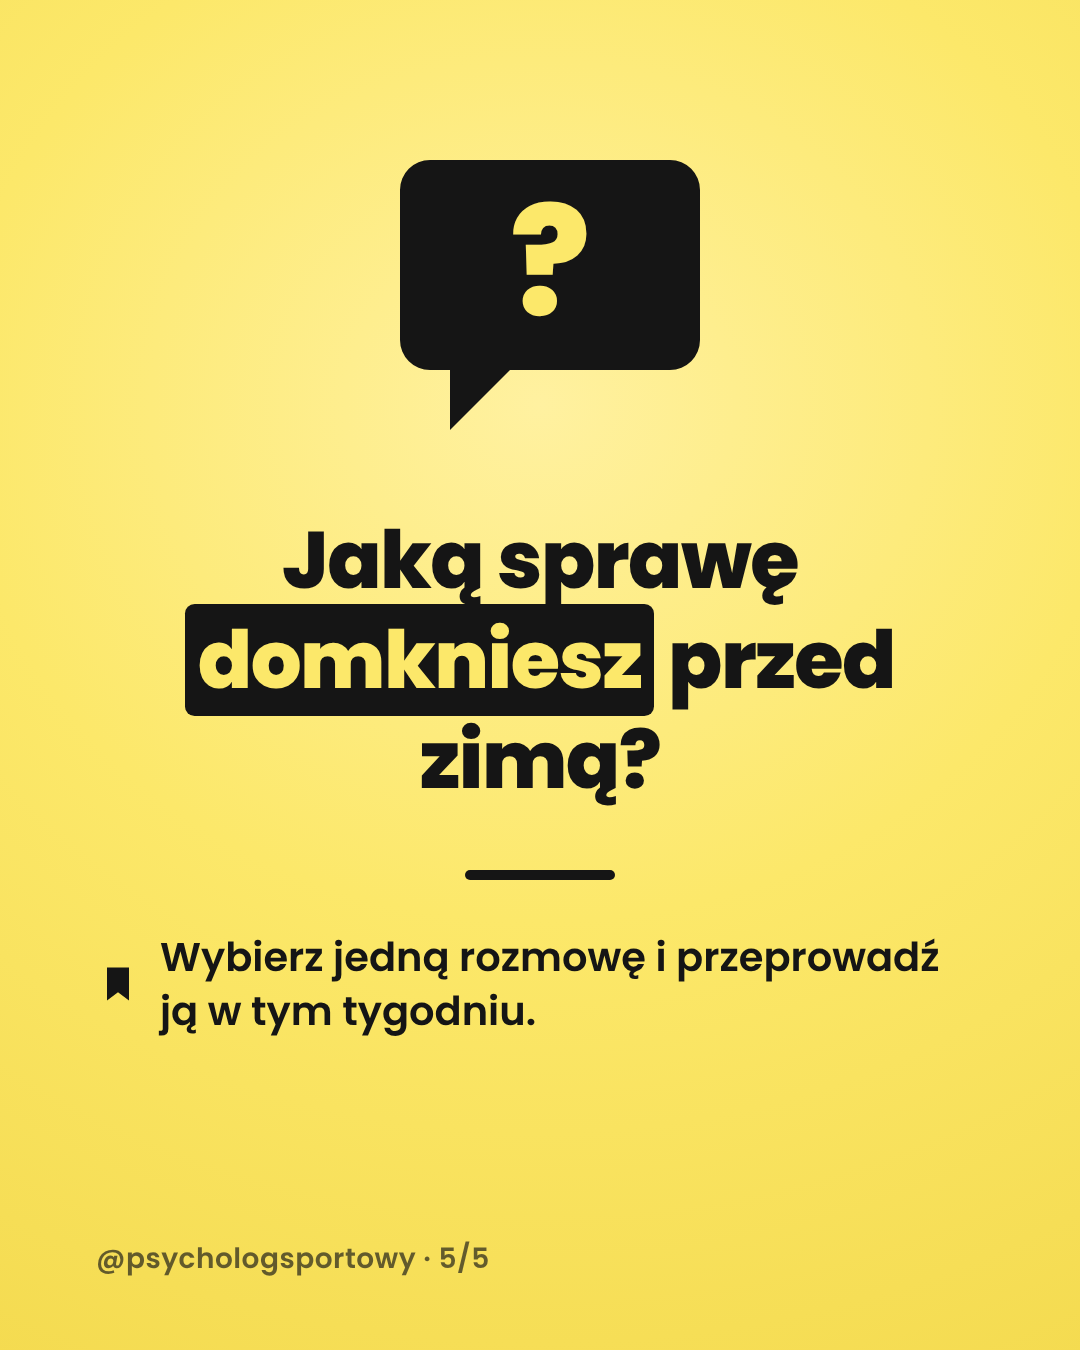 ?
Jaką sprawę
domkniesz przed
zimą?
Wybierz jedną rozmowę i przeprowadź
ją w tym tygodniu.
@psychologsportowy · 5/5